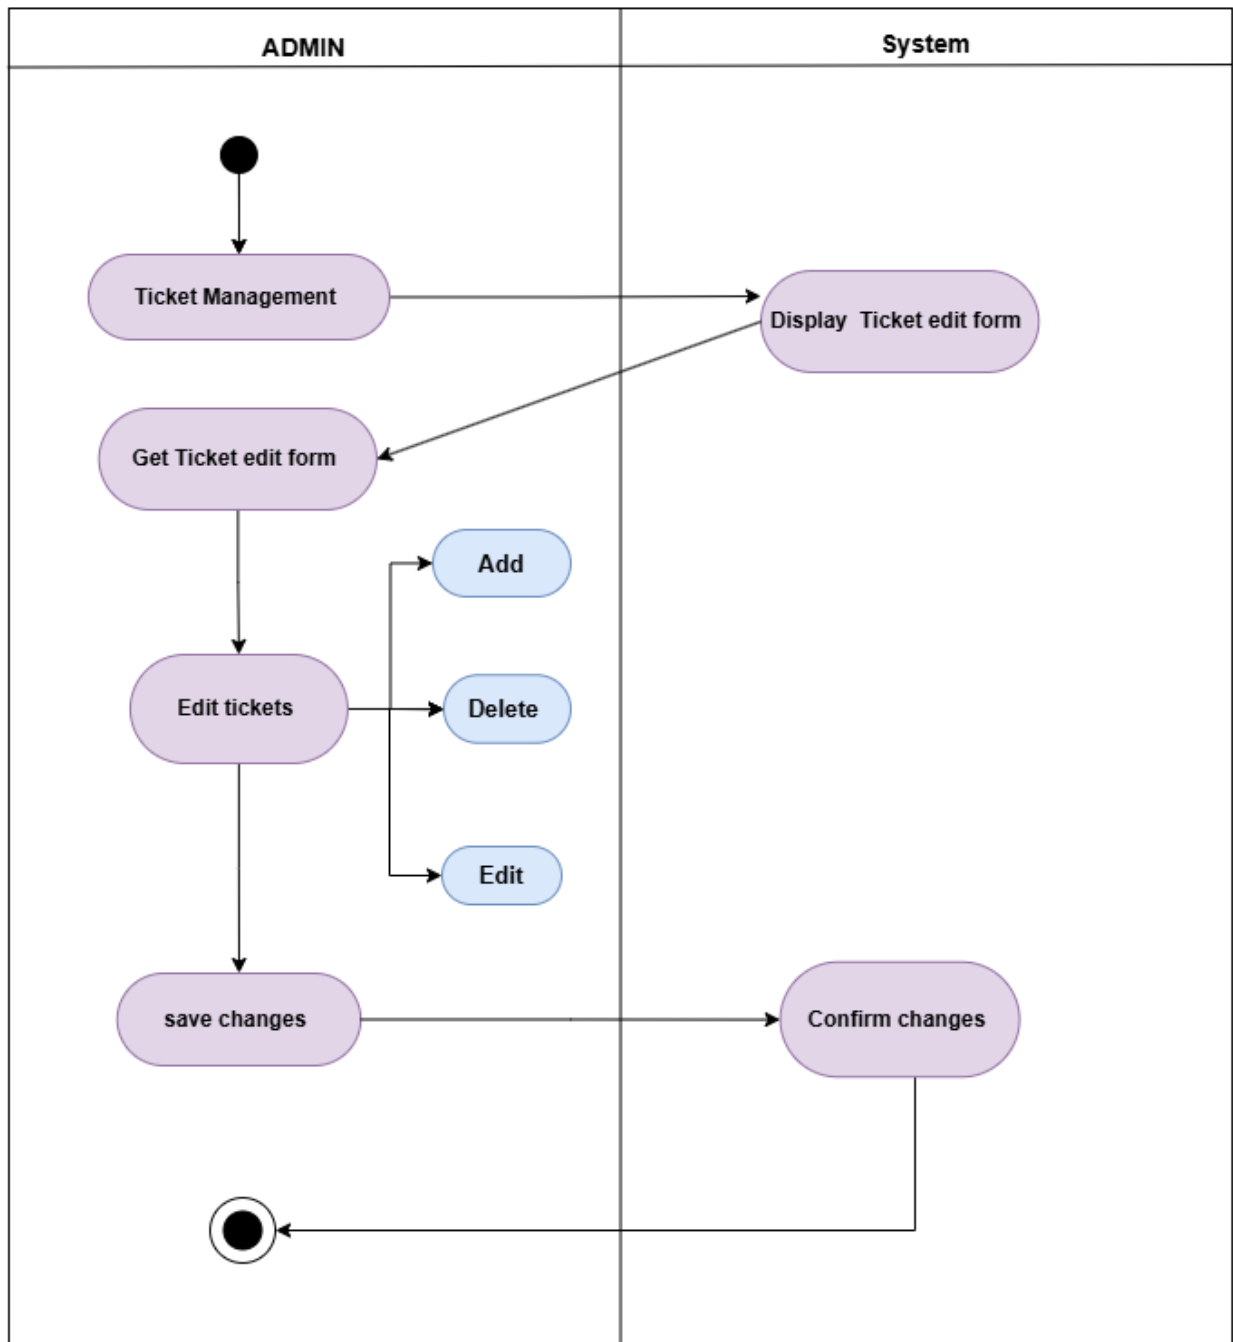 ADMIN
System
Ticket Management
Display Ticket edit form
Get Ticket edit form
Add
Edit tickets
Delete
Edit
save changes
Confirm changes